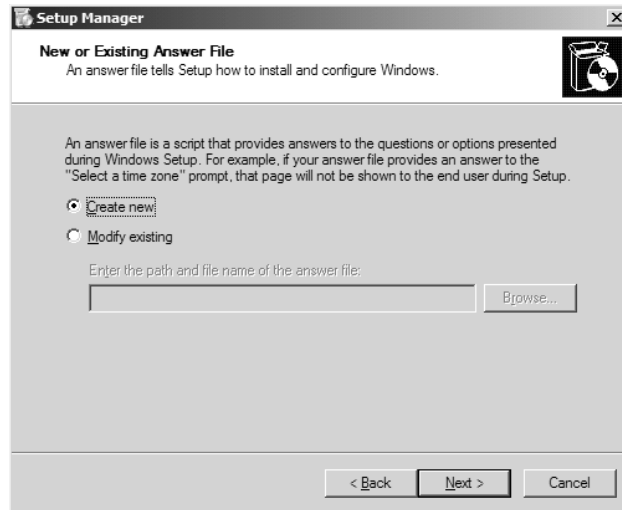 Setup Manager
New or Existing Answer File
An answer file tells Setup how to install and configure Windows.
An answer file is a script that provides answers to the questions or options presented
during Windows Setup. For example, if your answer file provides an answer to the
"Select a time zone" prompt, that page will not be shown to the end user during Setup.
Create new
Modify existing
Enter the path and file name of the answer file:
Browse...
< Back Next > Cancel